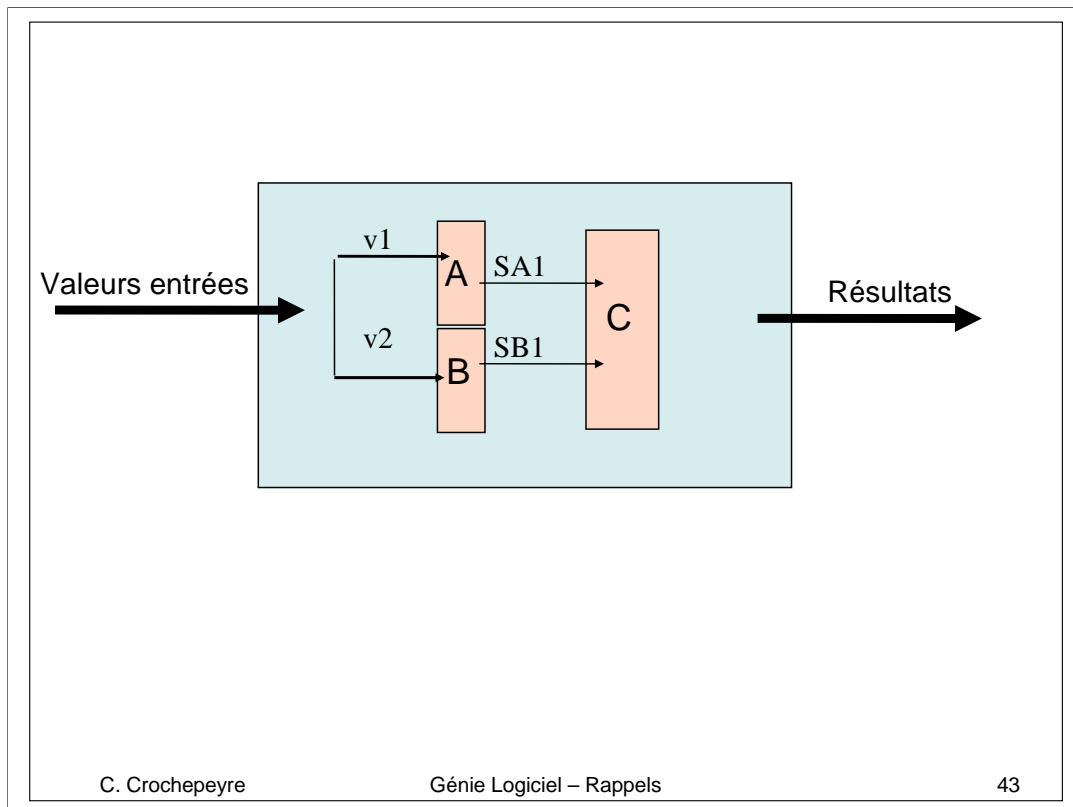 Valeurs entrées
v1
v2
A
B
SA1
SB1
C
Résultats
C. Crochepeyre
Génie Logiciel – Rappels
43